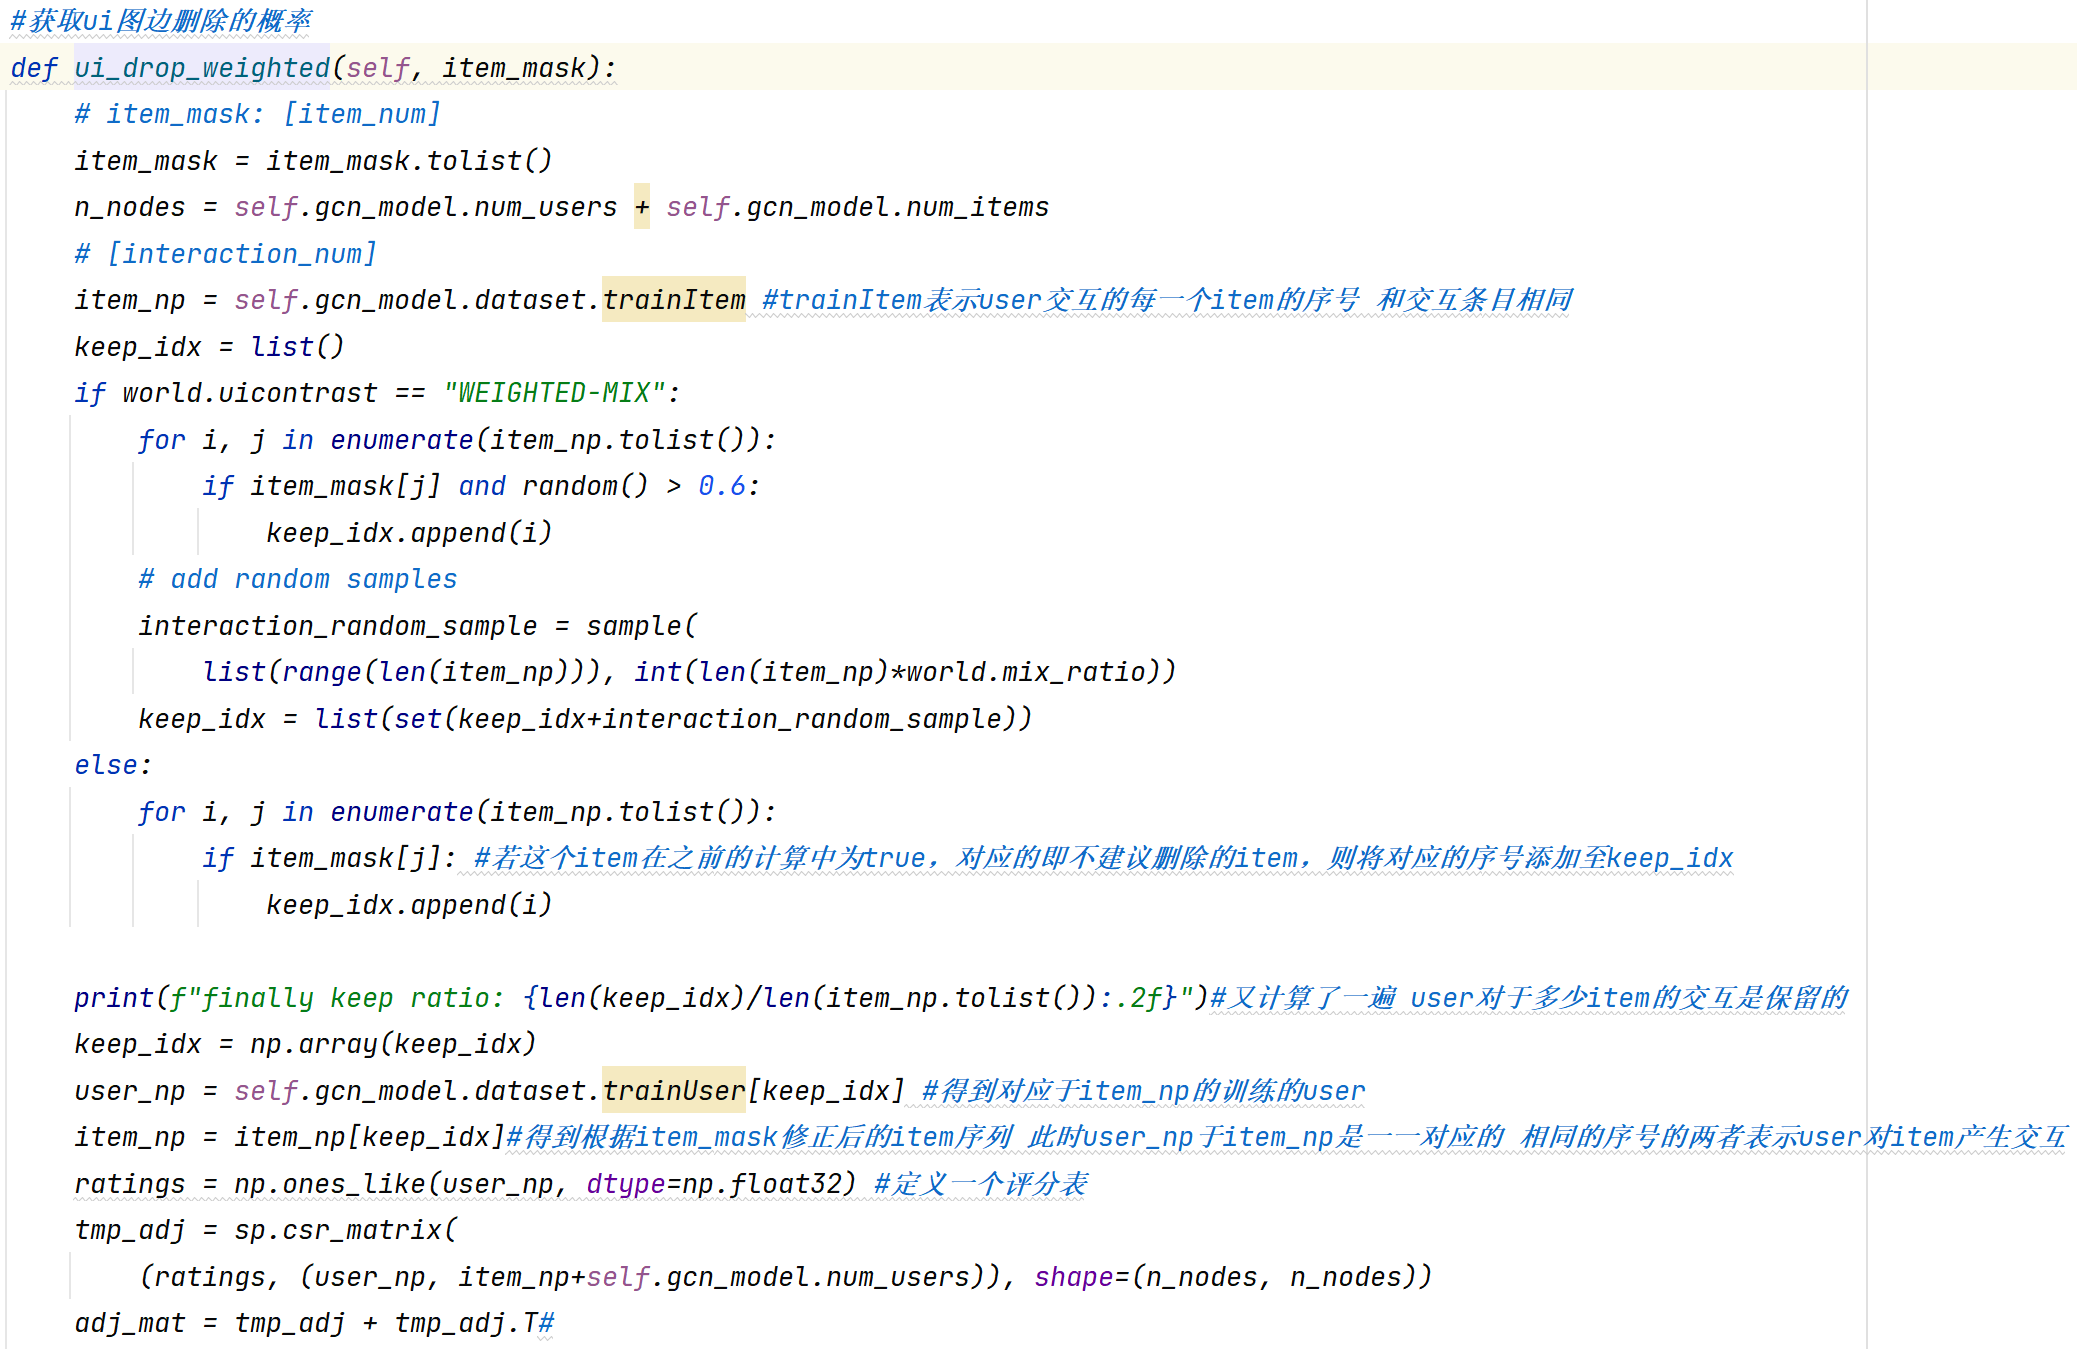 #获取ui图边删除的概率
def ui_drop_weighted(self, item_mask):
    # item_mask: [item_num]
    item_mask = item_mask.tolist()
    n_nodes = self.gcn_model.num_users + self.gcn_model.num_items
    # [interaction_num]
    item_np = self.gcn_model.dataset.trainItem #trainItem表示user交互的每一个item的序号 和交互条目相同
    keep_idx = list()
    if world.uicontrast == "WEIGHTED-MIX":
        for i, j in enumerate(item_np.tolist()):
            if item_mask[j] and random() > 0.6:
                keep_idx.append(i)
        # add random samples
        interaction_random_sample = sample(
            list(range(len(item_np))), int(len(item_np)*world.mix_ratio))
        keep_idx = list(set(keep_idx+interaction_random_sample))
    else:
        for i, j in enumerate(item_np.tolist()):
            if item_mask[j]: #若这个item在之前的计算中为true，对应的即不建议删除的item，则将对应的序号添加至keep_idx
                keep_idx.append(i)
    print(f"finally keep ratio: {len(keep_idx)/len(item_np.tolist()):.2f}")#又计算了一遍 user对于多少item的交互是保留的
    keep_idx = np.array(keep_idx)
    user_np = self.gcn_model.dataset.trainUser[keep_idx] #得到对应于item_np的训练的user
    item_np = item_np[keep_idx]#得到根据item_mask修正后的item序列 此时user_np于item_np是一一对应的 相同的序号的两者表示user对item产生交互
    ratings = np.ones_like(user_np, dtype=np.float32) #定义一个评分表
    tmp_adj = sp.csr_matrix(
        (ratings, (user_np, item_np+self.gcn_model.num_users)), shape=(n_nodes, n_nodes))
    adj_mat = tmp_adj + tmp_adj.T#